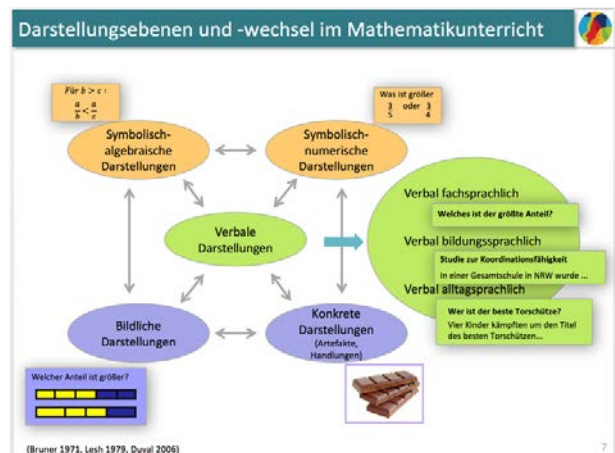 Darstellungsebenen und -wechsel im Mathematikunterricht
Für b > c :
a/b < a/c
Was ist größer
3/5 oder 3/4
Symbolisch-
algebraische
Darstellungen
Symbolisch-
numerische
Darstellungen
Verbale
Darstellungen
Verbal fachsprachlich
Welches ist der größte Anteil?
Verbal bildungssprachlich
Studie zur Koordinationsfähigkeit
In einer Gesamtschule in NRW wurde ...
Verbal alltagsprachlich
Wer ist der beste Torschütze?
Vier Kinder kämpften um den Titel
des besten Torschützen...
Bildliche
Darstellungen
Konkrete
Darstellungen
(Artefakte,
Handlungen)
Welcher Anteil ist größer?
(Bruner 1971, Lesh 1979, Duval 2006)
7